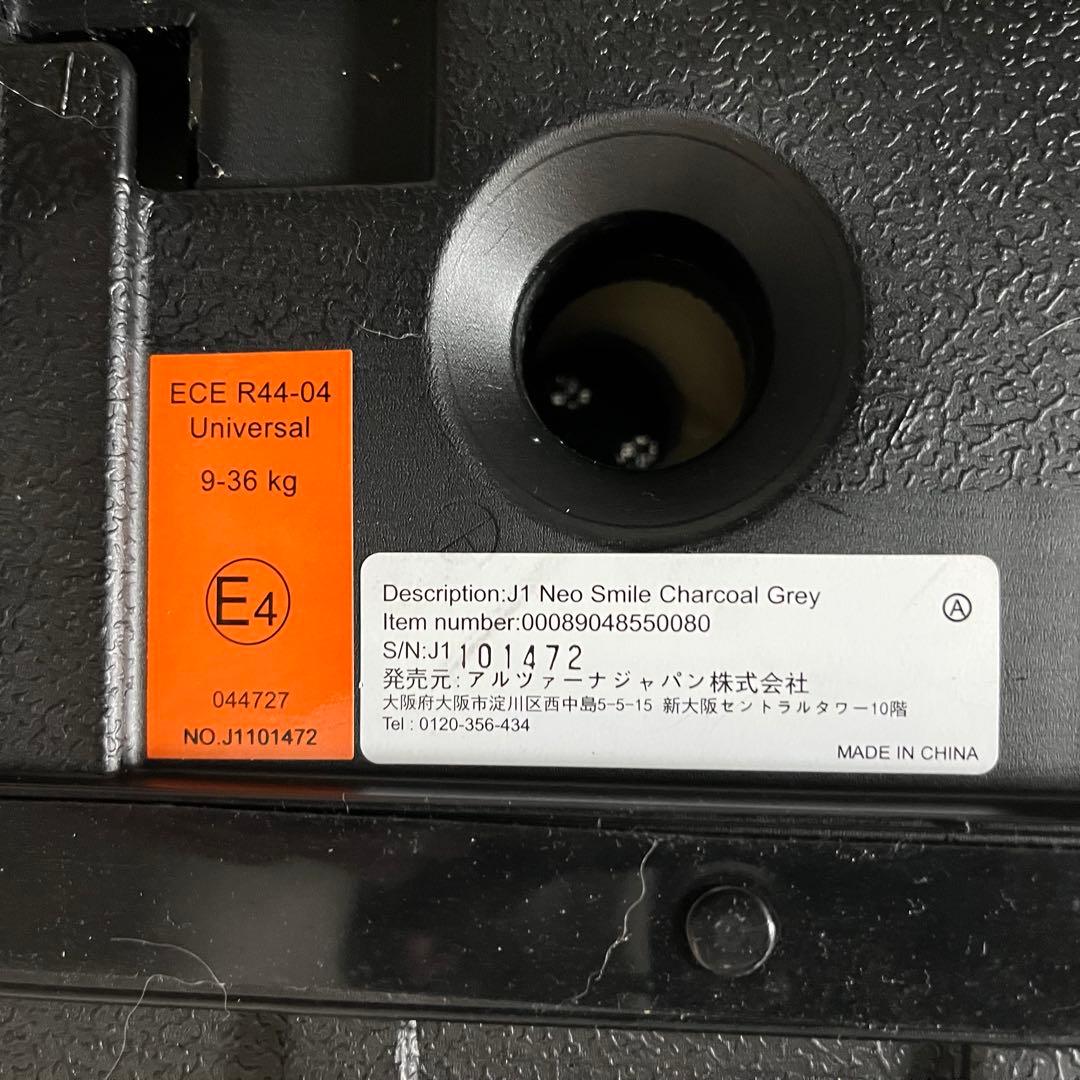 ECE R44-04
Universal
9-36 kg
E4
044727
NO.J1101472
Description:J1 Neo Smile Charcoal Grey
Ⓐ
Item number:00089048550080
S/N:J1 101472
発売元: アルツァーナジャパン株式会社
大阪府大阪市淀川区西中島5-5-15 新大阪セントラルタワー10階
Tel : 0120-356-434
MADE IN CHINA